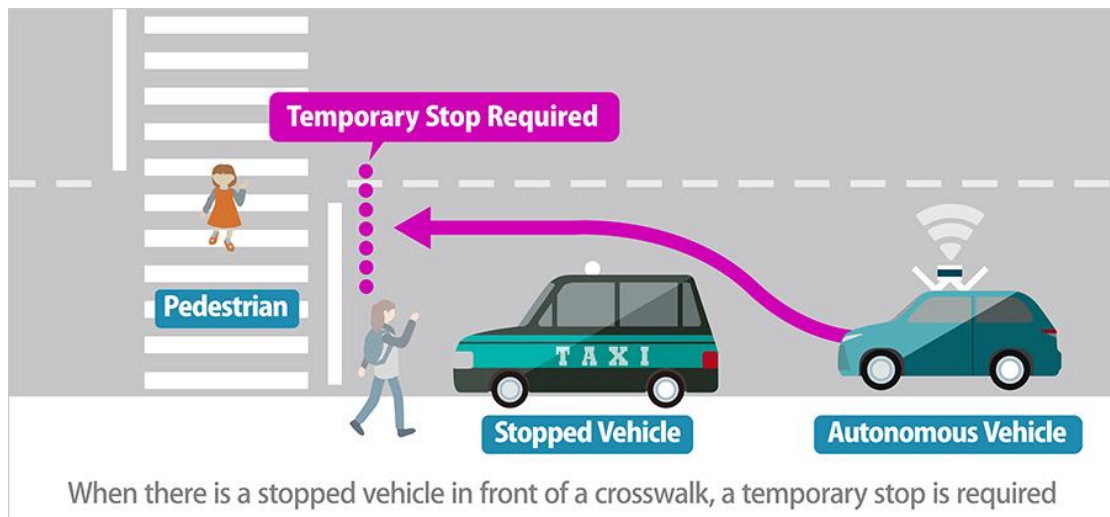 Temporary Stop Required
Pedestrian
TAXI
Stopped Vehicle
Autonomous Vehicle
When there is a stopped vehicle in front of a crosswalk, a temporary stop is required